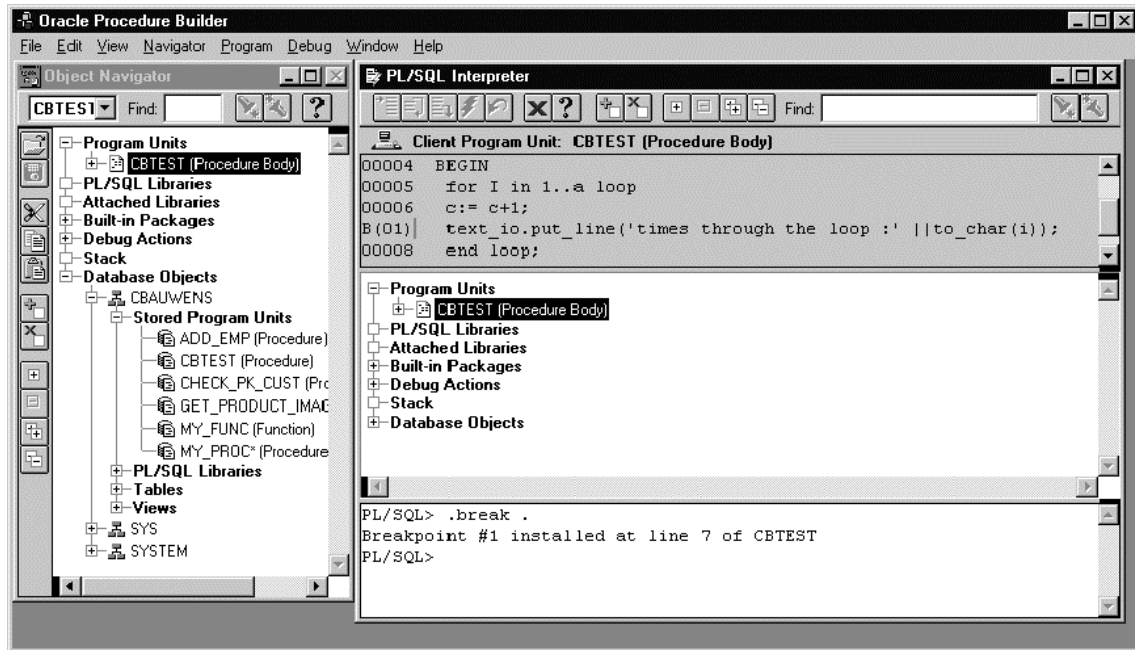 Oracle Procedure Builder
File Edit View Navigator Program Debug Window Help
Object Navigator
CBTEST Find:
Program Units
CBTEST (Procedure Body)
PL/SQL Libraries
Attached Libraries
Built-in Packages
Debug Actions
Stack
Database Objects
CBAUWENS
Stored Program Units
ADD_EMP (Procedure)
CBTEST (Procedure)
CHECK_PK_CUST (Pro
GET_PRODUCT_IMAG
MY_FUNC (Function)
MY_PROC* (Procedure
PL/SQL Libraries
Tables
Views
SYS
SYSTEM
PL/SQL Interpreter
Find:
Client Program Unit: CBTEST (Procedure Body)
00004 BEGIN
00005 for I in 1..a loop
00006 c:= c+1;
B(01)| text_io.put_line('times through the loop :' ||to_char(i));
00008 end loop;
Program Units
CBTEST (Procedure Body)
PL/SQL Libraries
Attached Libraries
Built-in Packages
Debug Actions
Stack
Database Objects
PL/SQL> .break .
Breakpoint #1 installed at line 7 of CBTEST
PL/SQL>